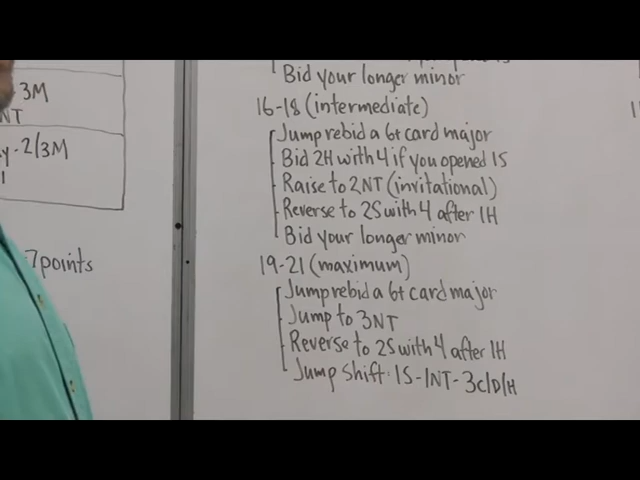 3M
NT
2/3M
7points
Bid your longer minor
16-18 (intermediate)
Jump rebid a 6+ card major
Bid 2H with 4 if you opened 1S
Raise to 2NT (invitational)
Reverse to 2S with 4 after 1H
Bid your longer minor
19-21 (maximum)
Jump rebid a 6+ card major
Jump to 3NT
Reverse to 2S with 4 after 1H
Jump Shift: 1S-1NT-3C/D/H